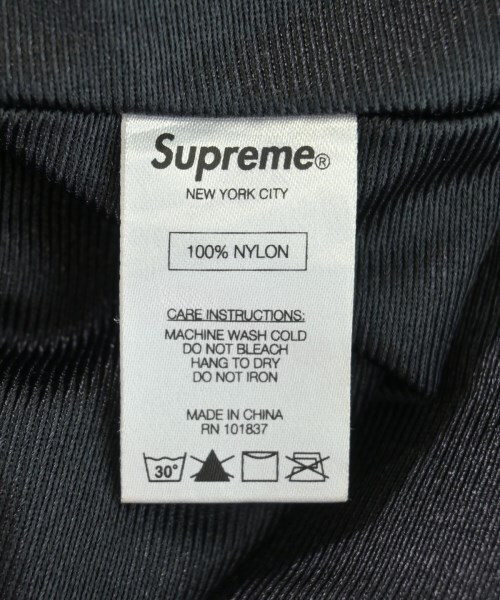 Supreme®
NEW YORK CITY
100% NYLON
CARE INSTRUCTIONS:
MACHINE WASH COLD
DO NOT BLEACH
HANG TO DRY
DO NOT IRON
MADE IN CHINA
RN 101837
30°